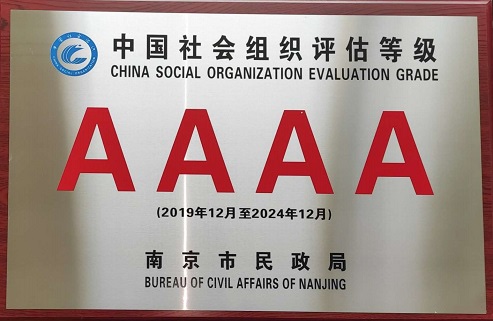 中国社会组织评估等级
CHINA SOCIAL ORGANIZATION EVALUATION GRADE
AAAA
(2019年12月至2024年12月)
南京市民政局
BUREAU OF CIVIL AFFAIRS OF NANJING